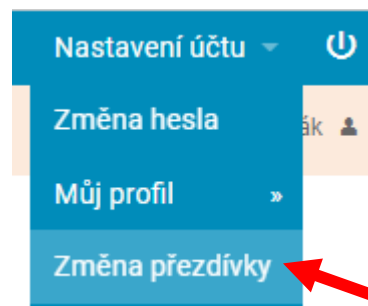 Nastavení účtu
Změna hesla
ák
Můj profil »
Změna přezdívky